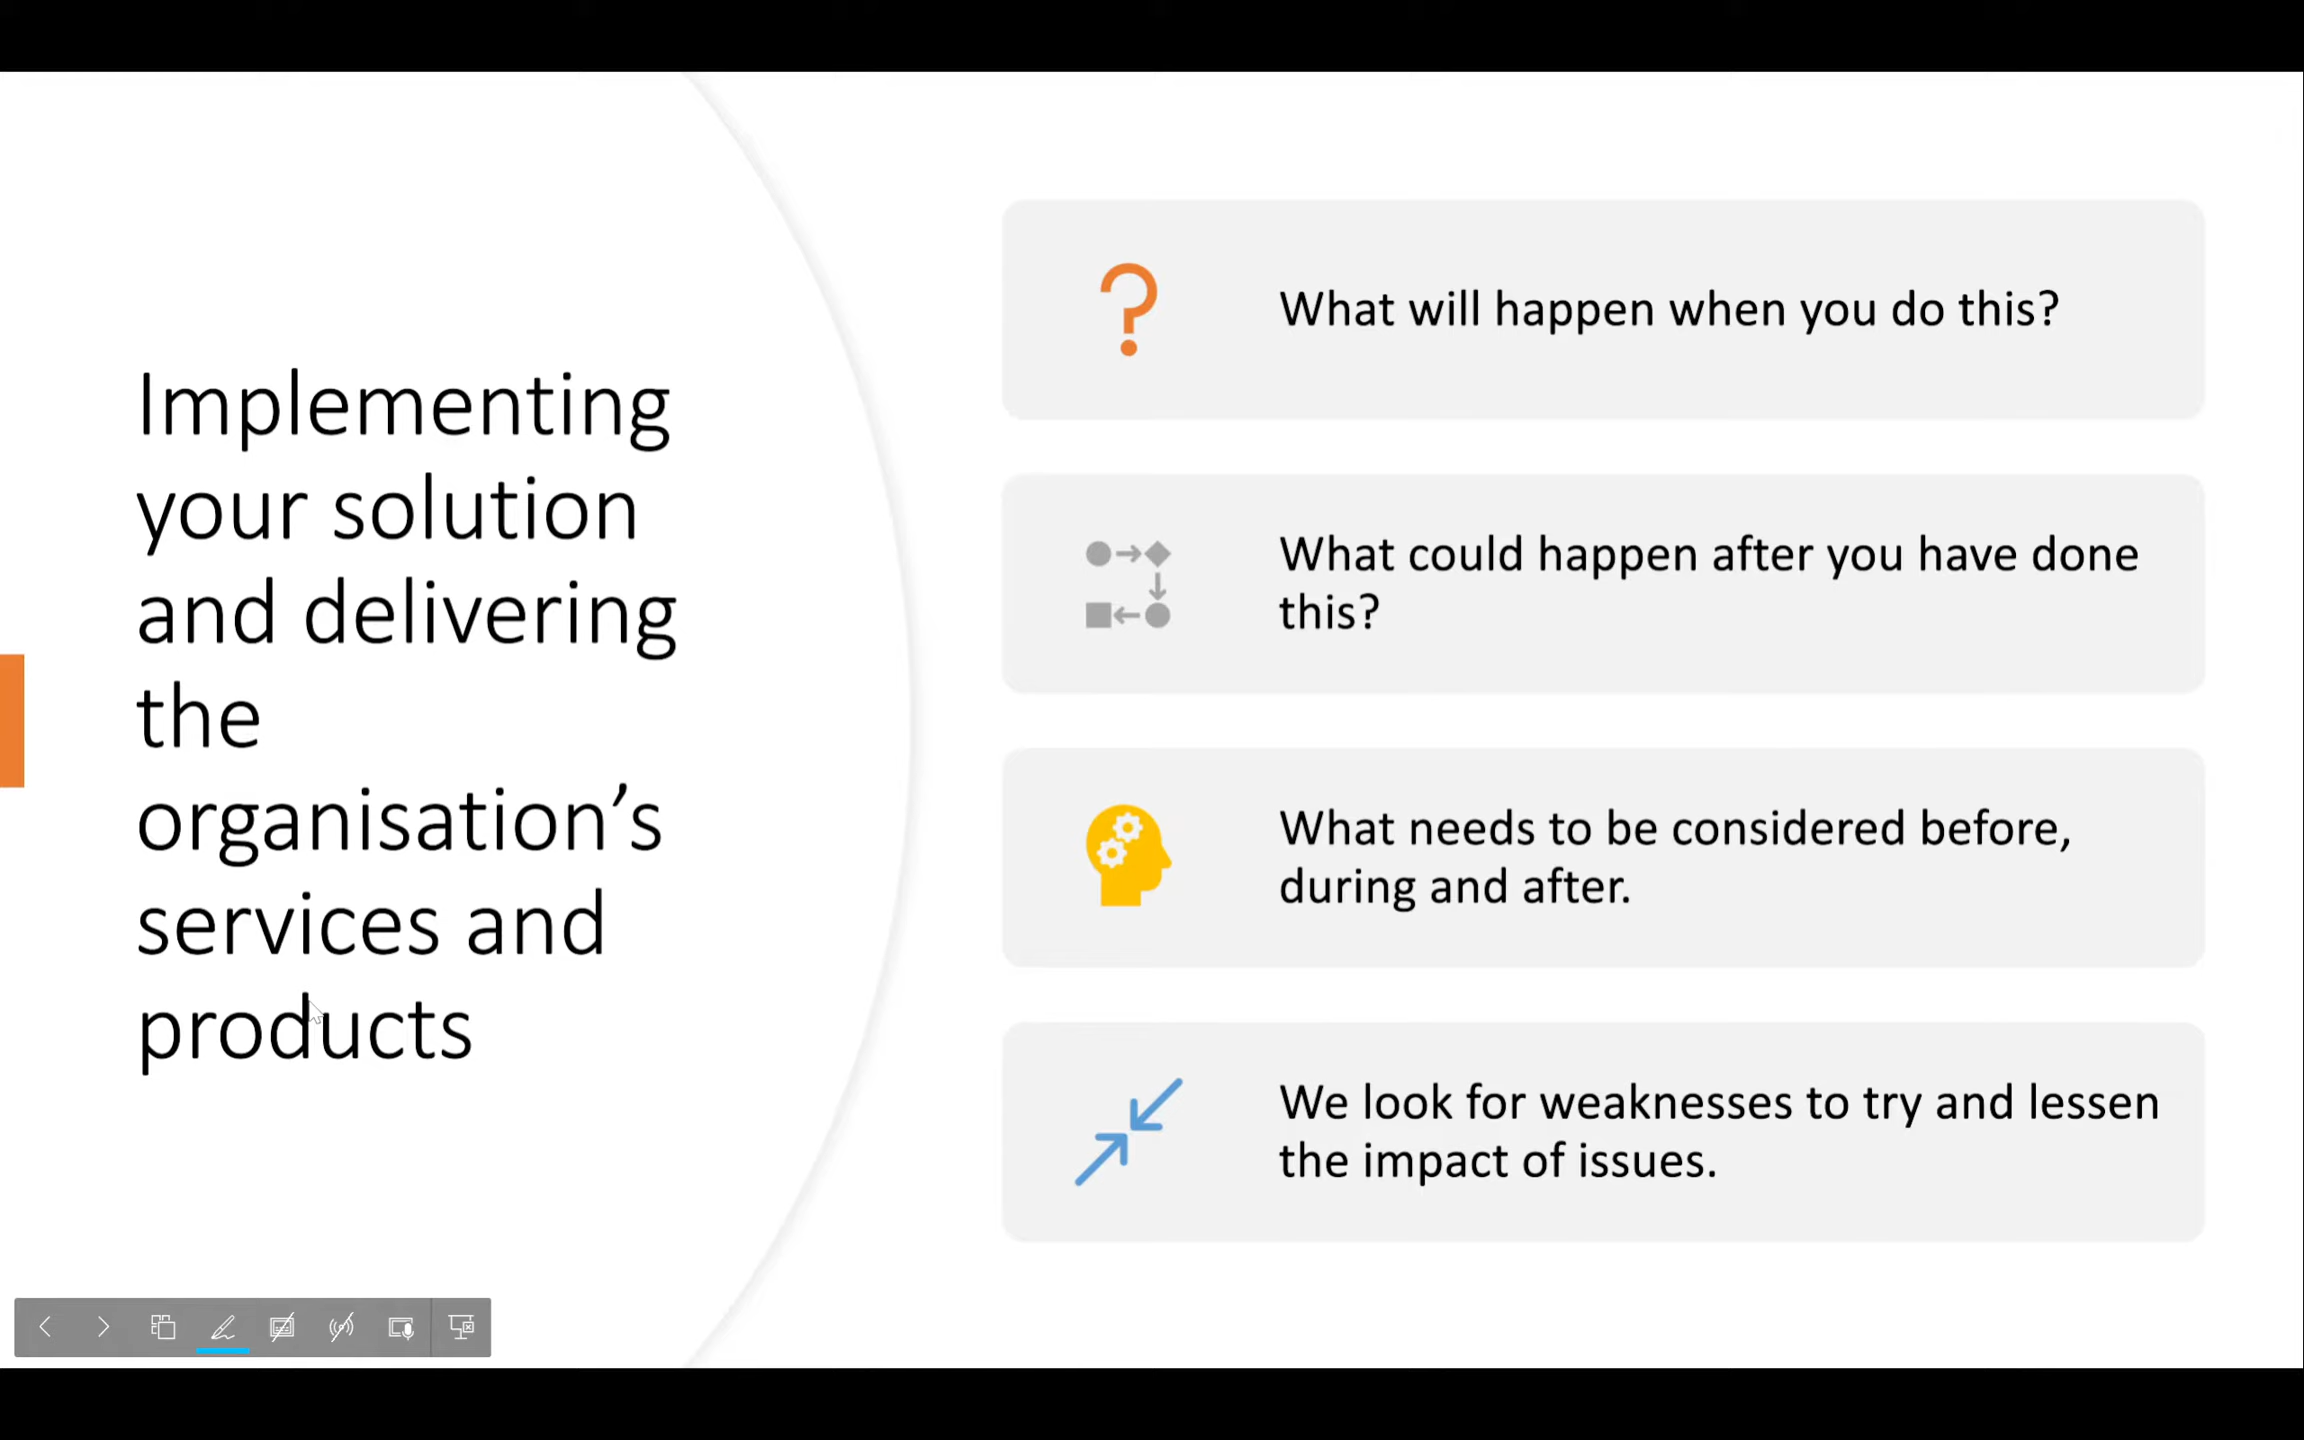 Implementing
your solution
and delivering
the
organisation’s
services and
products
What will happen when you do this?
What could happen after you have done
this?
What needs to be considered before,
during and after.
We look for weaknesses to try and lessen
the impact of issues.